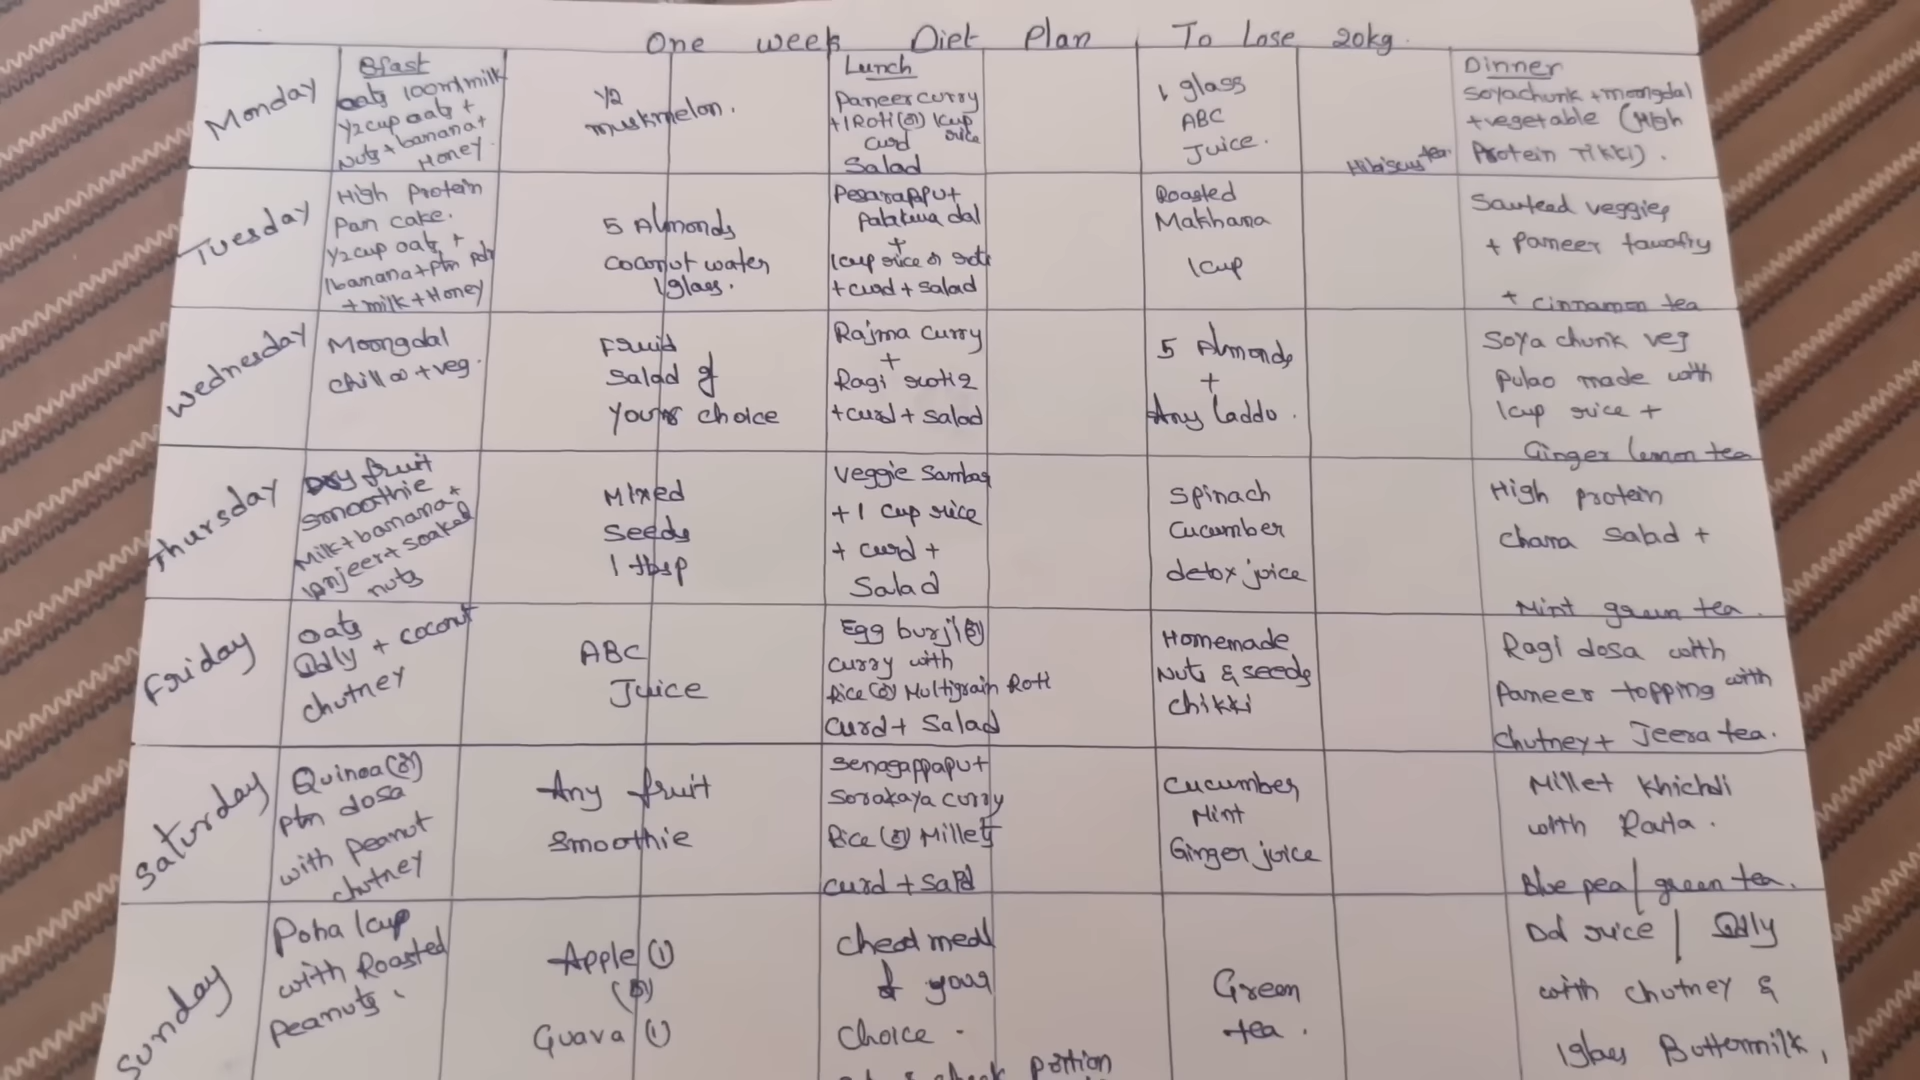 One week Diet Plan To Lose 20kg.
Monday
Bfast
oats 100ml milk
1/2 cup oats +
Nuts + banana +
Honey.
1/2
muskmelon.
Lunch
Paneer curry
+ 1 Roti (or) 1 cup rice
curd
Salad
1 glass
ABC
Juice.
Hibiscus tea.
Dinner
Soyachunk + moongdal
+ vegetable (High
Protein Tikki).
Tuesday
High Protein
Pan cake.
1/2 cup oats +
1 banana + ptn pdr
+ milk + Honey
5 Almonds
coconut water
1 glass.
Pesarappu +
Palakura dal
+
1 cup rice or roti
+ curd + salad
Roasted
Makhana
1 cup
Sauteed veggies
+ Paneer tawafry
+ cinnamon tea
Wednesday
Moongdal
chilla + veg.
Fruit
Salad of
yours choice
Rajma curry
+
Ragi roti 2
+ curd + salad
5 Almonds
+
Any Laddo.
Soya chunk veg
Pulao made with
1 cup rice +
Ginger lemon tea
Thursday
Dry fruit
Smoothie
Milk + banana +
1 anjeer + soaked
nuts
Mixed
Seeds
1 tbsp
Veggie Sambar
+ 1 cup rice
+ curd +
Salad
Spinach
Cucumber
detox juice
High protein
chana salad +
Mint green tea.
Friday
Oats
Idly + coconut
chutney
ABC
Juice
Egg burji (or)
curry with
Rice (or) Multigrain Roti
Curd + Salad
Homemade
Nuts & seeds
chikki
Ragi dosa with
Paneer topping with
chutney + Jeera tea.
Saturday
Quinoa (or)
ptn dosa
with peanut
chutney
Any fruit
Smoothie
Senagappapu +
Sorakaya curry
Rice (or) Millets
curd + Salad
Cucumber
Mint
Ginger juice
Millet Khichdi
with Raita.
Blue pea / green tea.
Sunday
Poha 1 cup
with Roasted
Peanuts.
Apple (1)
(or)
Guava (1)
Cheat meal
of your
choice.
portion
Green
tea.
Dal rice / Idly
with chutney &
1 glass Buttermilk.